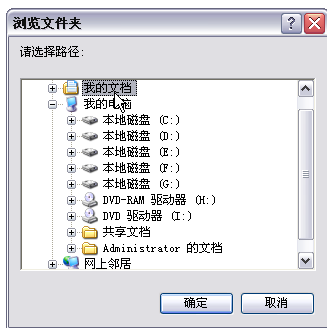 浏览文件夹
请选择路径:
我的文档
我的电脑
本地磁盘 (C:)
本地磁盘 (D:)
本地磁盘 (E:)
本地磁盘 (F:)
本地磁盘 (G:)
DVD-RAM 驱动器 (H:)
DVD 驱动器 (I:)
共享文档
Administrator 的文档
网上邻居
确定
取消